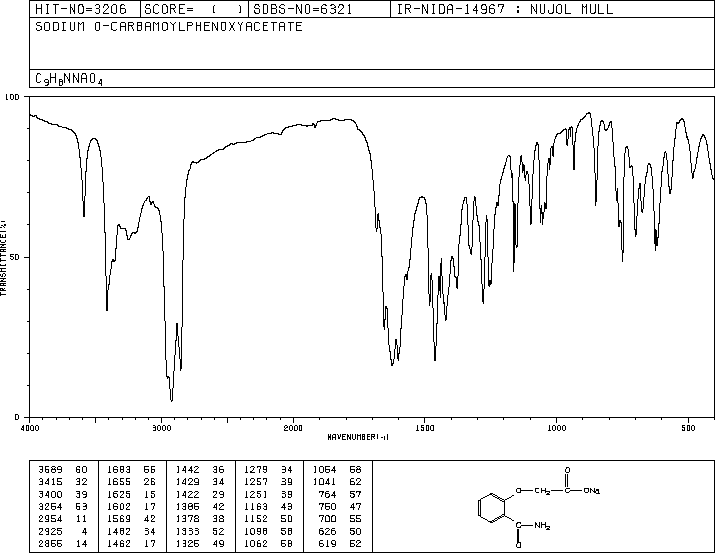 HIT-NO=3206 SCORE= ( ) SDBS-NO=6321 IR-NIDA-14967 : NUJOL MULL
SODIUM O-CARBAMOYLPHENOXYACETATE
C9H8NNAO4
100
50
0
TRANSMITTANCE(%)
4000 3000 2000 1500 1000 500
WAVENUMBER(-1)
3589 60 1683 55 1442 36 1279 34 1054 58
3415 32 1655 26 1429 34 1257 39 1041 62
3400 39 1625 15 1422 29 1251 39 764 57
3254 53 1602 17 1385 42 1163 43 750 47
2954 11 1569 42 1378 38 1152 50 700 55
2925 4 1482 34 1333 52 1098 58 626 50
2855 14 1462 17 1325 49 1062 58 619 52
O
O—CH2—C—ONa
C—NH2
O